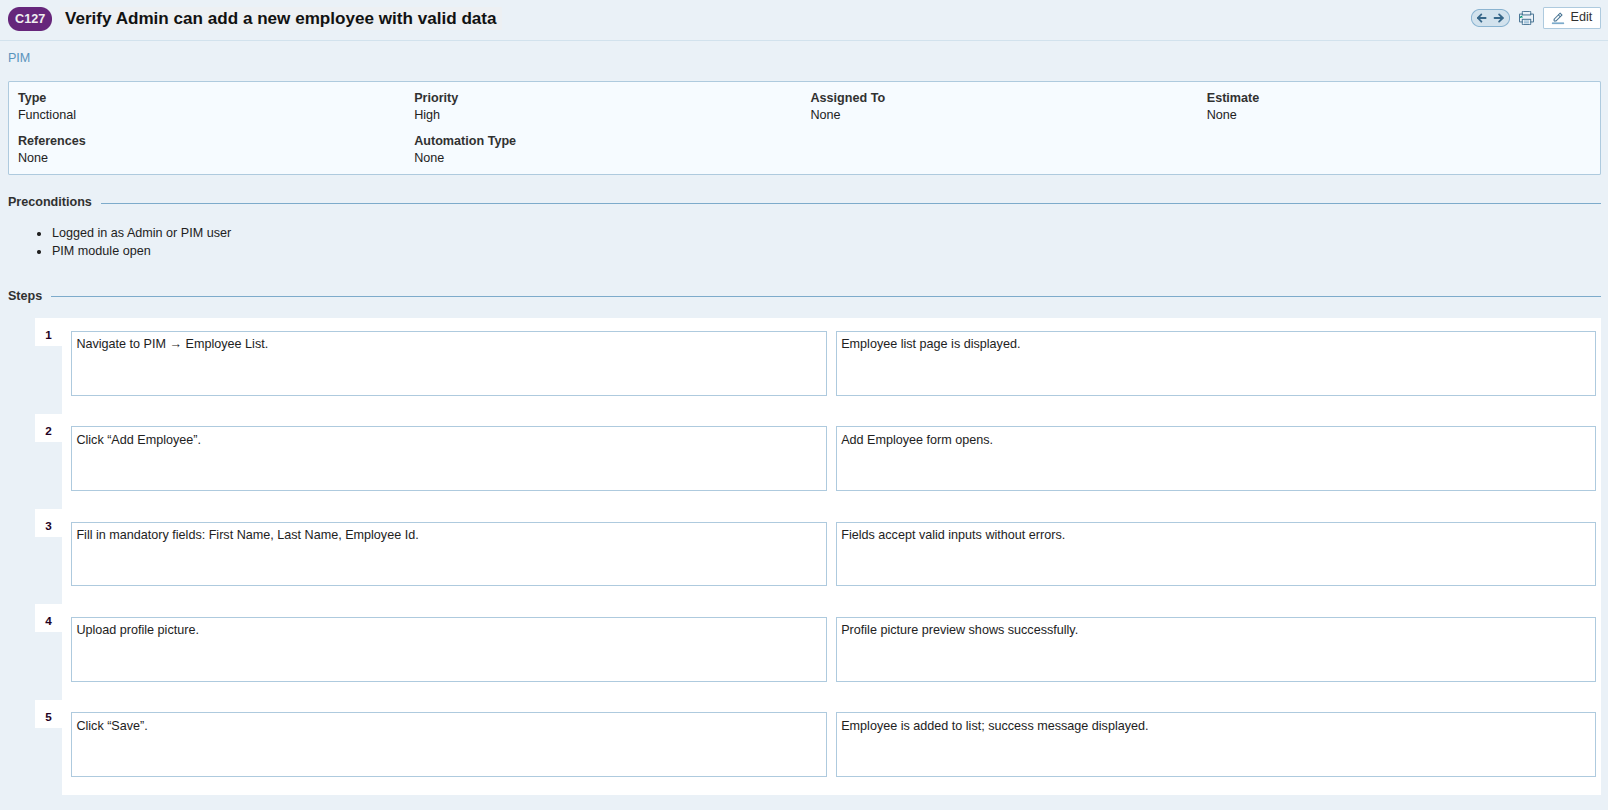 C127 Verify Admin can add a new employee with valid data Edit
PIM
Type Priority Assigned To Estimate
Functional High None None
References Automation Type
None None
Preconditions
• Logged in as Admin or PIM user
• PIM module open
Steps
1
Navigate to PIM → Employee List. Employee list page is displayed.
2
Click “Add Employee”. Add Employee form opens.
3
Fill in mandatory fields: First Name, Last Name, Employee Id. Fields accept valid inputs without errors.
4
Upload profile picture. Profile picture preview shows successfully.
5
Click “Save”. Employee is added to list; success message displayed.